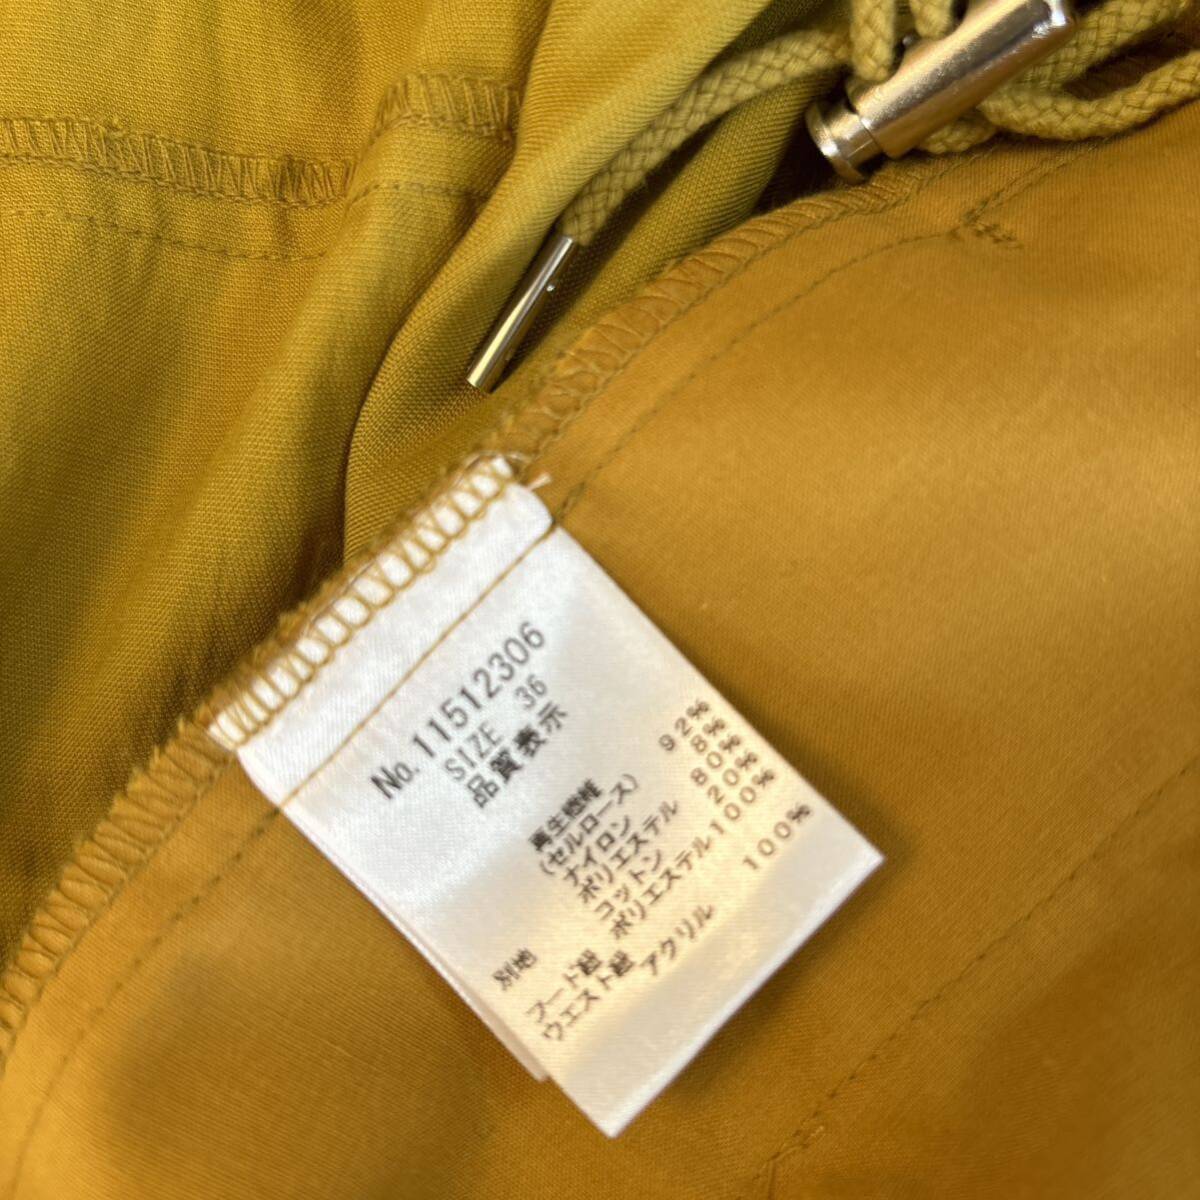 No. 11512306
SIZE 36
品質表示
再生繊維
(セルロース) 92%
ナイロン 8%
別地 ポリエステル 80%
コットン 20%
フード紐 ポリエステル 100%
ウエスト紐 アクリル 100%